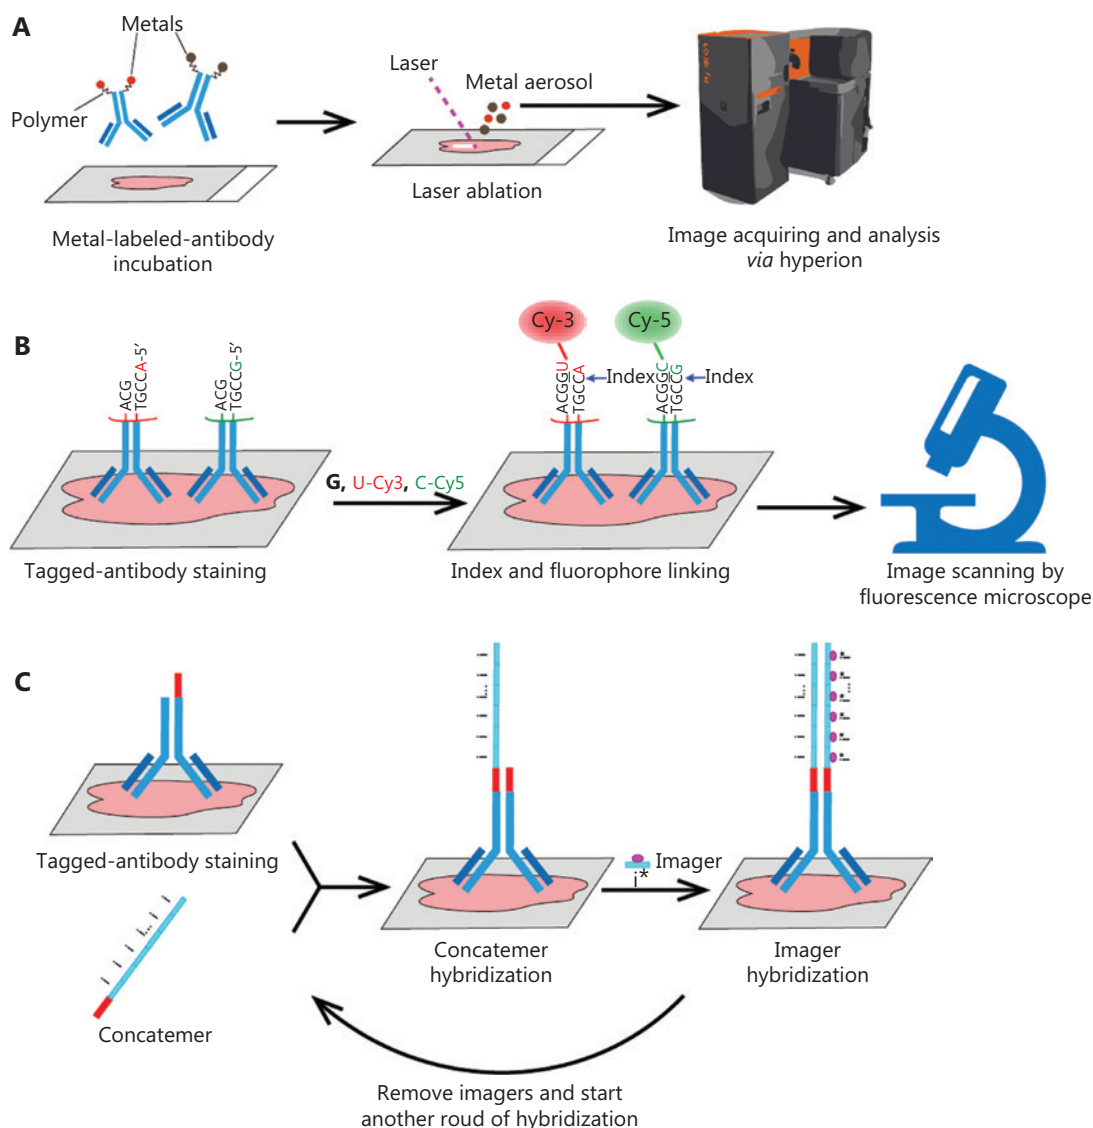 A
Metals
Polymer
Metal-labeled-antibody
incubation
Laser
Metal aerosol
Laser ablation
Image acquiring and analysis
via hyperion
B
ACG
TGCCA-5′
ACG
TGCCG-5′
Tagged-antibody staining
G, U-Cy3, C-Cy5
Cy-3
Cy-5
ACGGU
TGCCA
Index
ACGGC
TGCCG
Index
Index and fluorophore linking
Image scanning by
fluorescence microscope
C
Tagged-antibody staining
Concatemer
Concatemer
hybridization
Imager
i*
Imager
hybridization
Remove imagers and start
another roud of hybridization